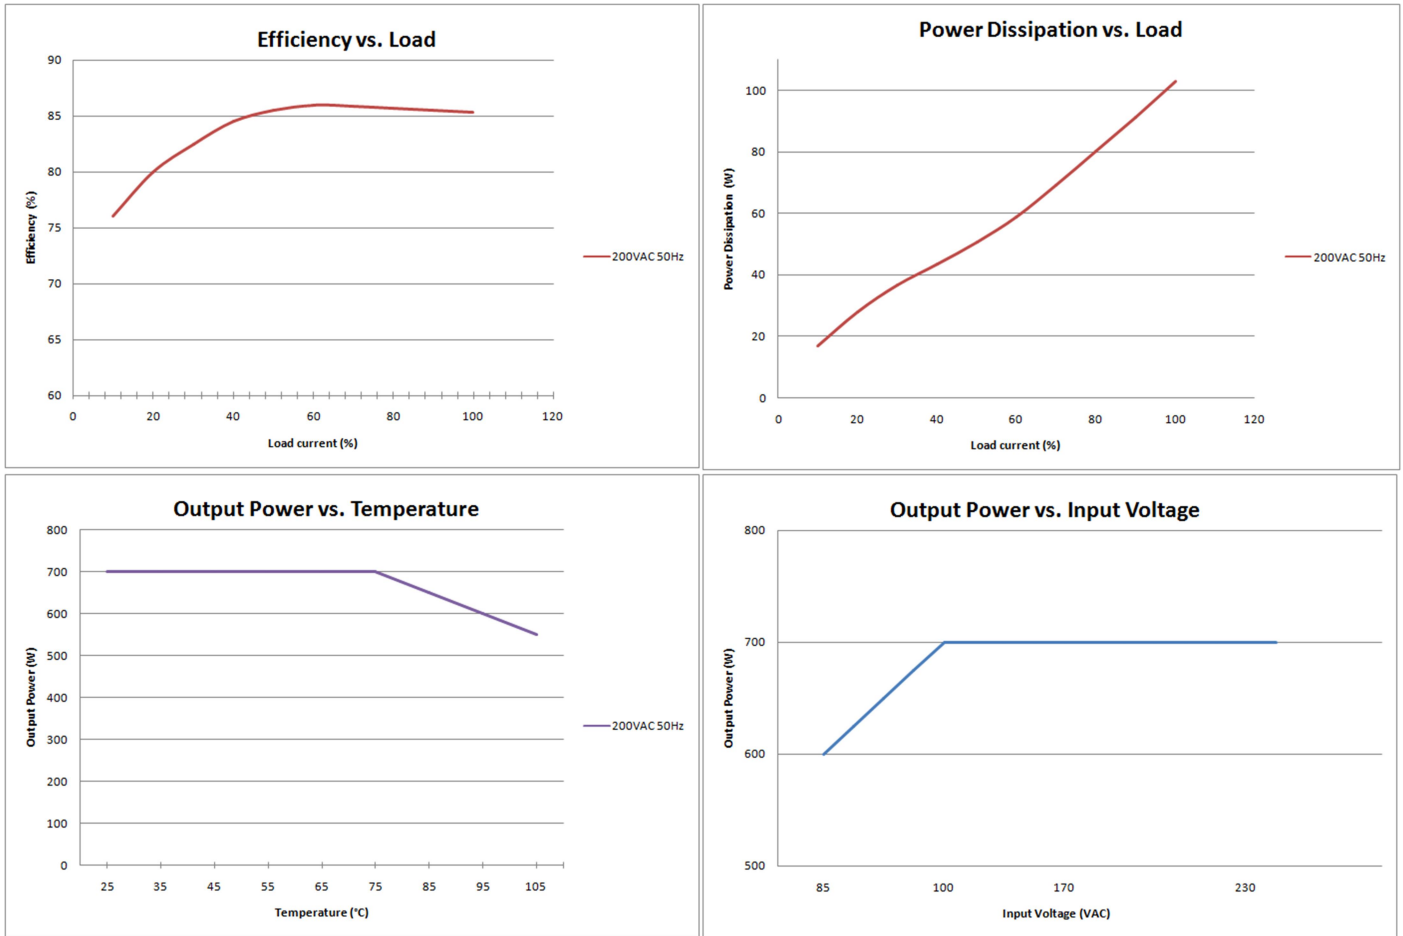 Efficiency vs. Load
90
85
80
75
70
65
60
Efficiency (%)
0 20 40 60 80 100 120
Load current (%)
200VAC 50Hz
Power Dissipation vs. Load
100
80
60
40
20
0
Power Dissipation (W)
0 20 40 60 80 100 120
Load current (%)
200VAC 50Hz
Output Power vs. Temperature
800
700
600
500
400
300
200
100
0
Output Power (W)
25 35 45 55 65 75 85 95 105
Temperature (°C)
200VAC 50Hz
Output Power vs. Input Voltage
800
700
600
500
Output Power (W)
85 100 170 230
Input Voltage (VAC)